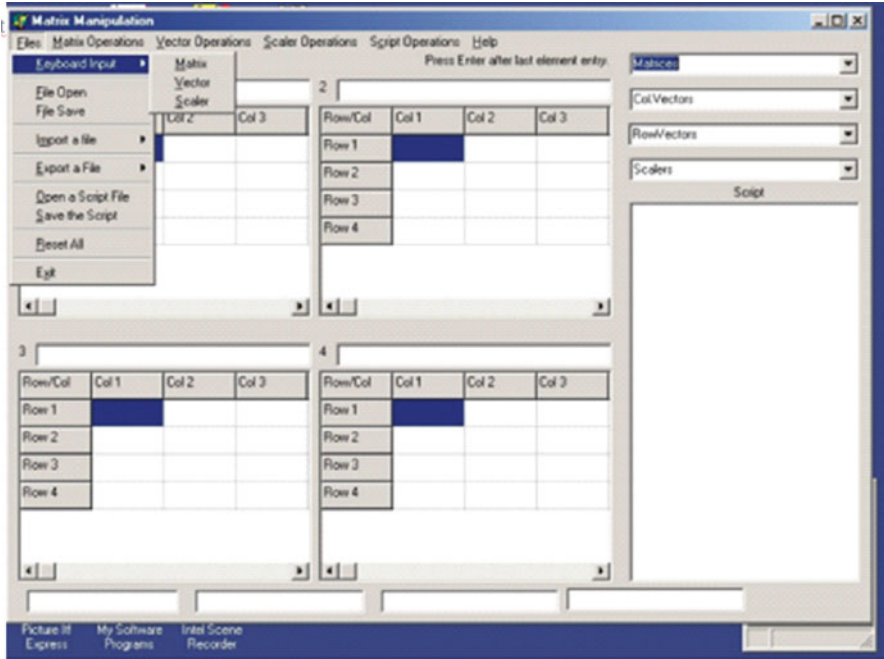 Matrix Manipulation
Files Matrix Operations Vector Operations Scaler Operations Script Operations Help
Keyboard Input
Matrix
Vector
Scaler
File Open
File Save
Import a file
Export a File
Open a Script File
Save the Script
Reset All
Exit
Press Enter after last element entry.
Col 2 Col 3
2
Row/Col Col 1 Col 2 Col 3
Row 1
Row 2
Row 3
Row 4
Matrices
Col.Vectors
RowVectors
Scalers
Script
3
Row/Col Col 1 Col 2 Col 3
Row 1
Row 2
Row 3
Row 4
4
Row/Col Col 1 Col 2 Col 3
Row 1
Row 2
Row 3
Row 4
Picture It! Express
My Software Programs
Intel Scene Recorder